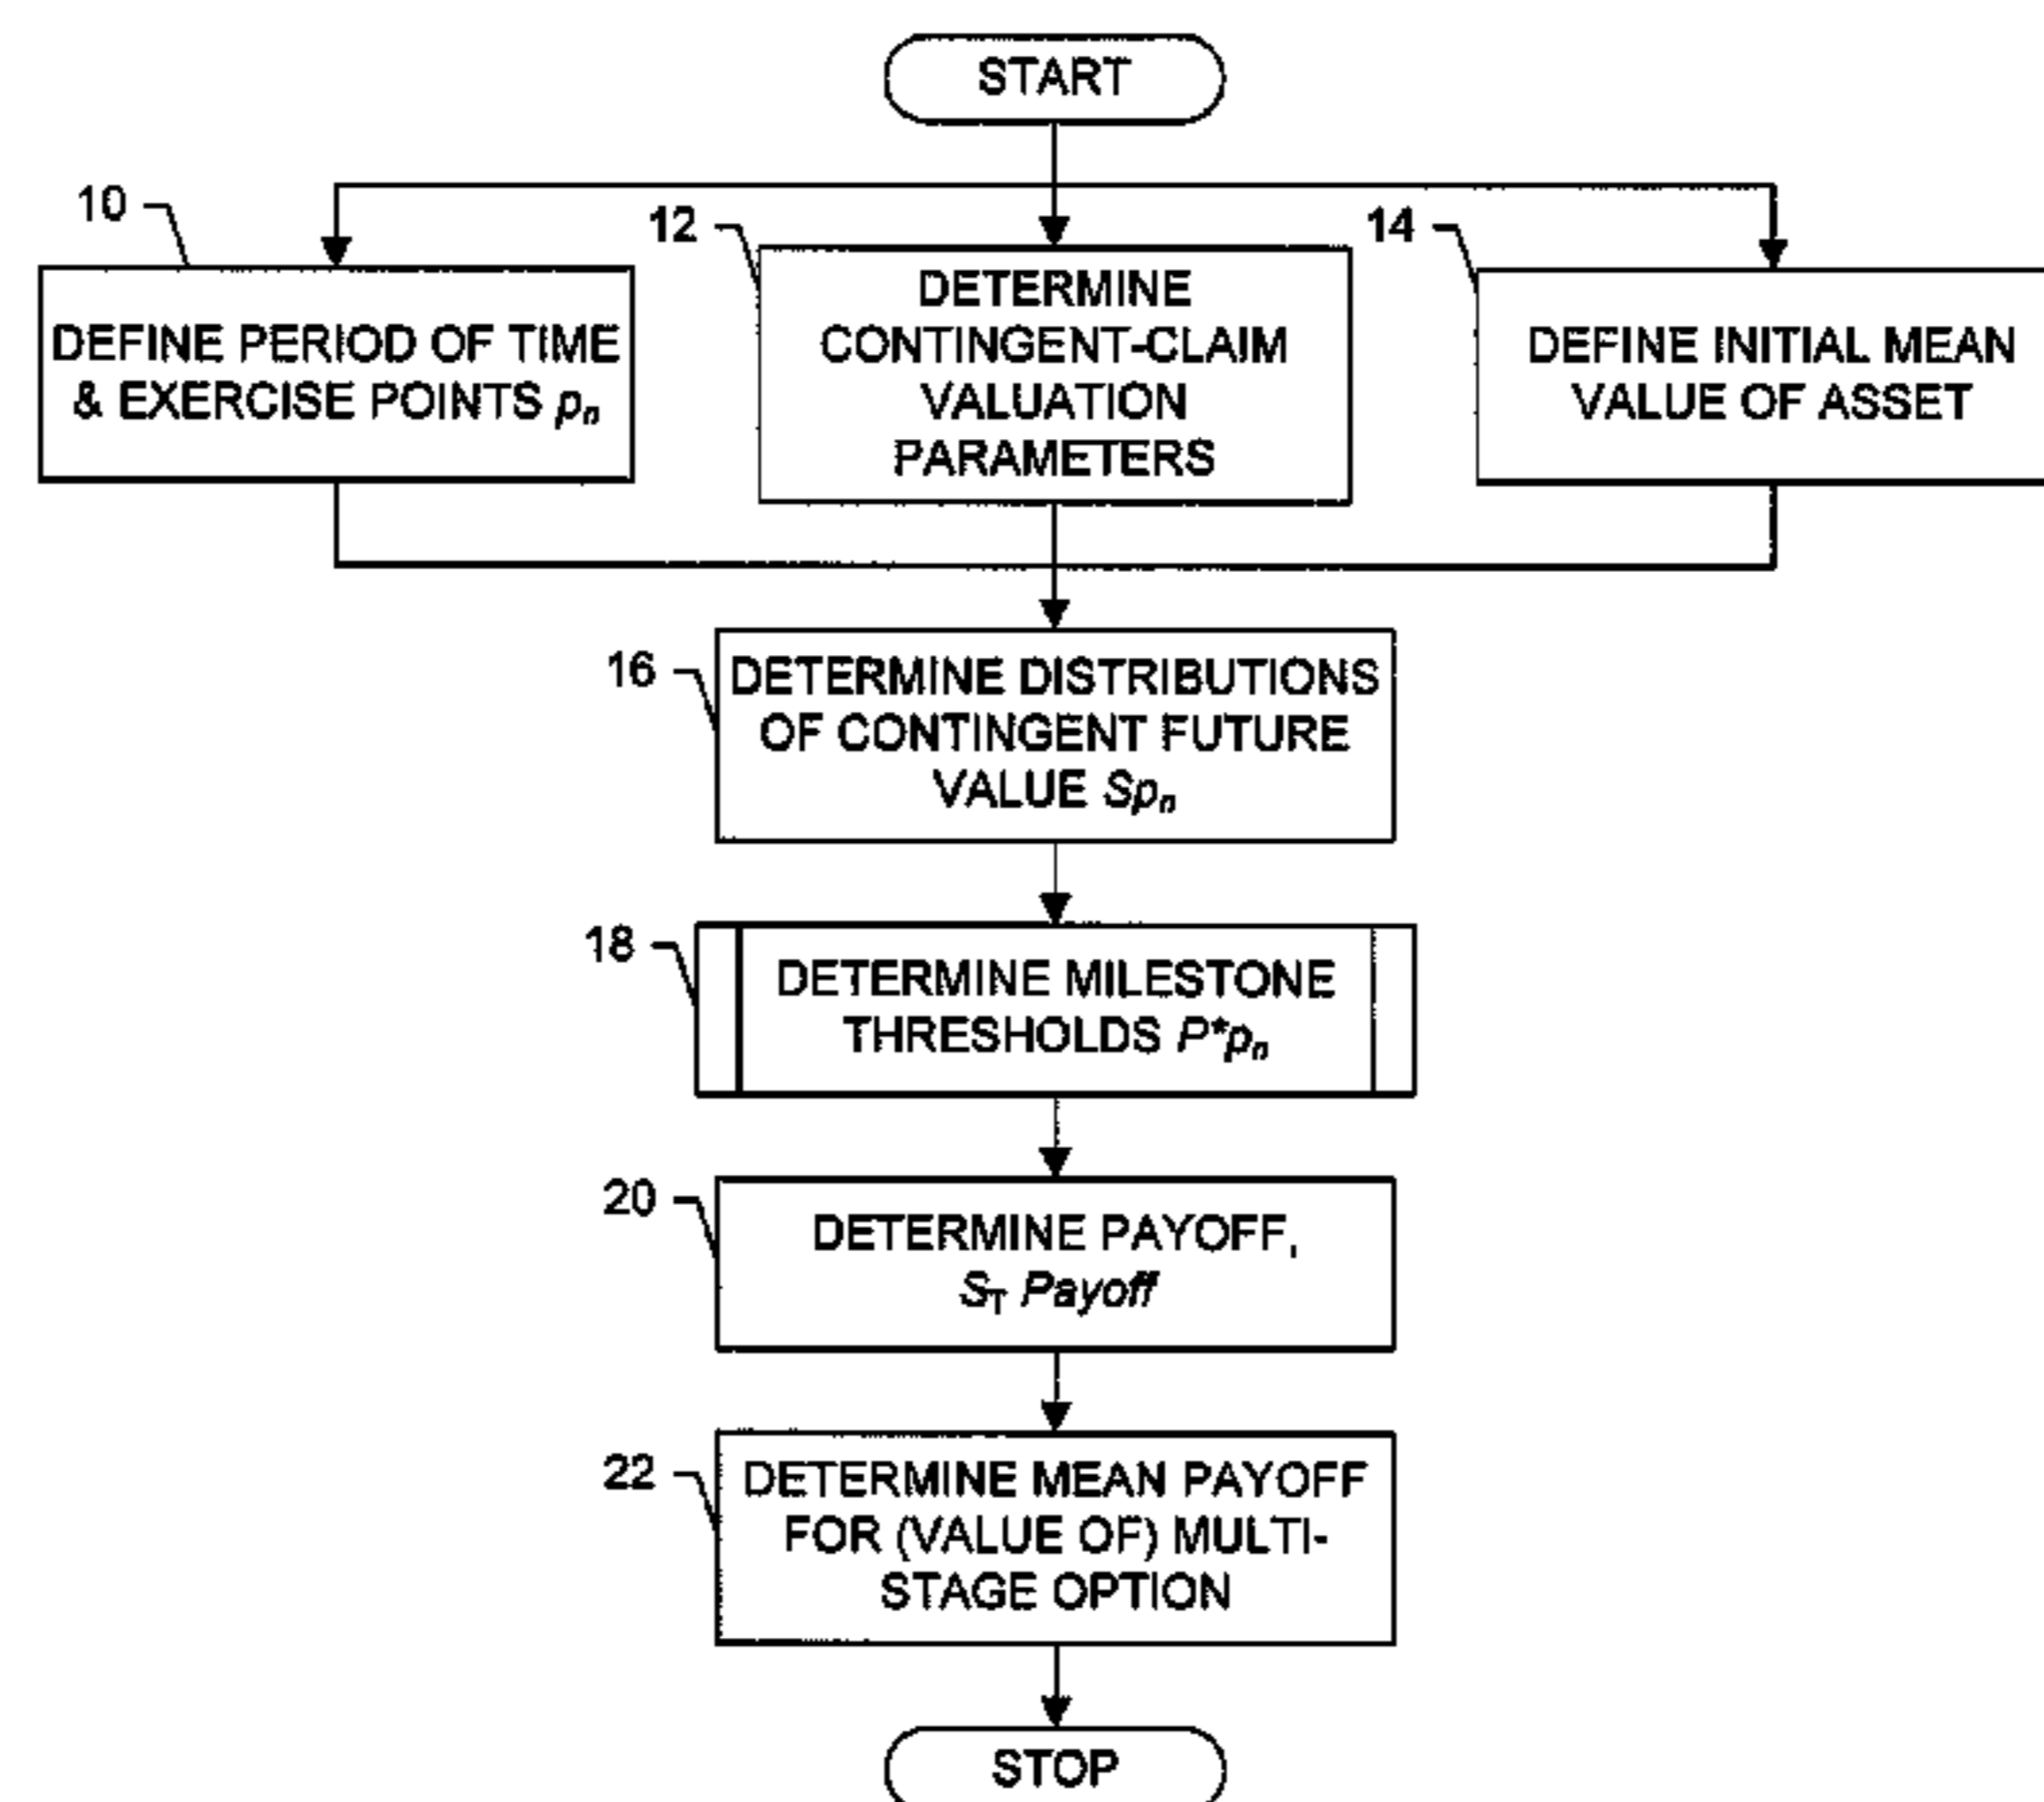 START
10
DEFINE PERIOD OF TIME
& EXERCISE POINTS pn
12
DETERMINE
CONTINGENT-CLAIM
VALUATION
PARAMETERS
14
DEFINE INITIAL MEAN
VALUE OF ASSET
16
DETERMINE DISTRIBUTIONS
OF CONTINGENT FUTURE
VALUE Spn
18
DETERMINE MILESTONE
THRESHOLDS P*pn
20
DETERMINE PAYOFF,
ST Payoff
22
DETERMINE MEAN PAYOFF
FOR (VALUE OF) MULTI-
STAGE OPTION
STOP